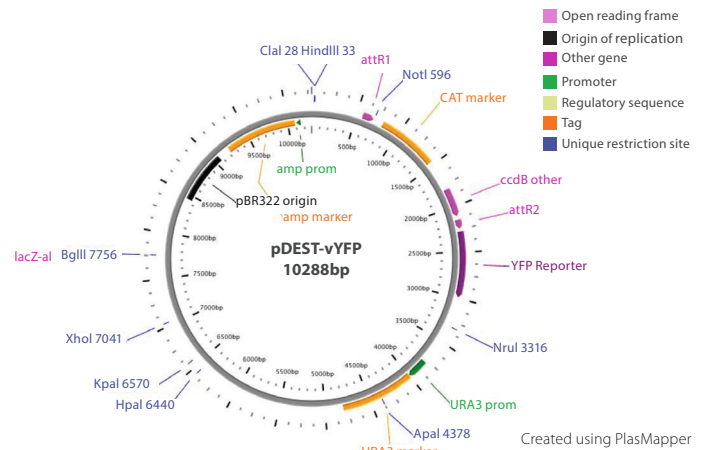 Open reading frame
Origin of replication
Other gene
Promoter
Regulatory sequence
Tag
Unique restriction site
ClaI 28 HindIII 33
attR1
NotI 596
CAT marker
ccdB other
attR2
YFP Reporter
NruI 3316
URA3 prom
ApaI 4378
URA3 marker
HpaI 6440
KpaI 6570
XhoI 7041
lacZ-al
BglII 7756
pBR322 origin
amp marker
amp prom
pDEST-vYFP
10288bp
500bp
1000bp
1500bp
2000bp
2500bp
3000bp
3500bp
4000bp
4500bp
5000bp
5500bp
6000bp
6500bp
7000bp
7500bp
8000bp
8500bp
9000bp
9500bp
10000bp
Created using PlasMapper